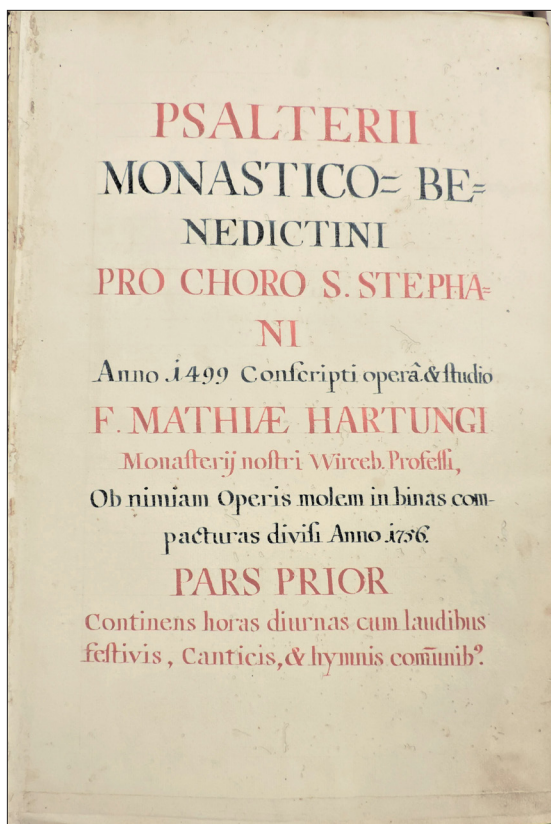 PSALTERII
MONASTICO= BE=
NEDICTINI
PRO CHORO S. STEPHA=
NI
Anno 1499 Conſcripti operâ & ſtudio
F. MATHIÆ HARTUNGI
Monaſterij noſtri Wirceb. Profeſſi,
Ob nimiam Operis molem in binas com-
pacturas diviſi Anno 1756.
PARS PRIOR
Continens horas diurnas cum laudibus
feſtivis, Canticis, & hymnis com̄unib9.